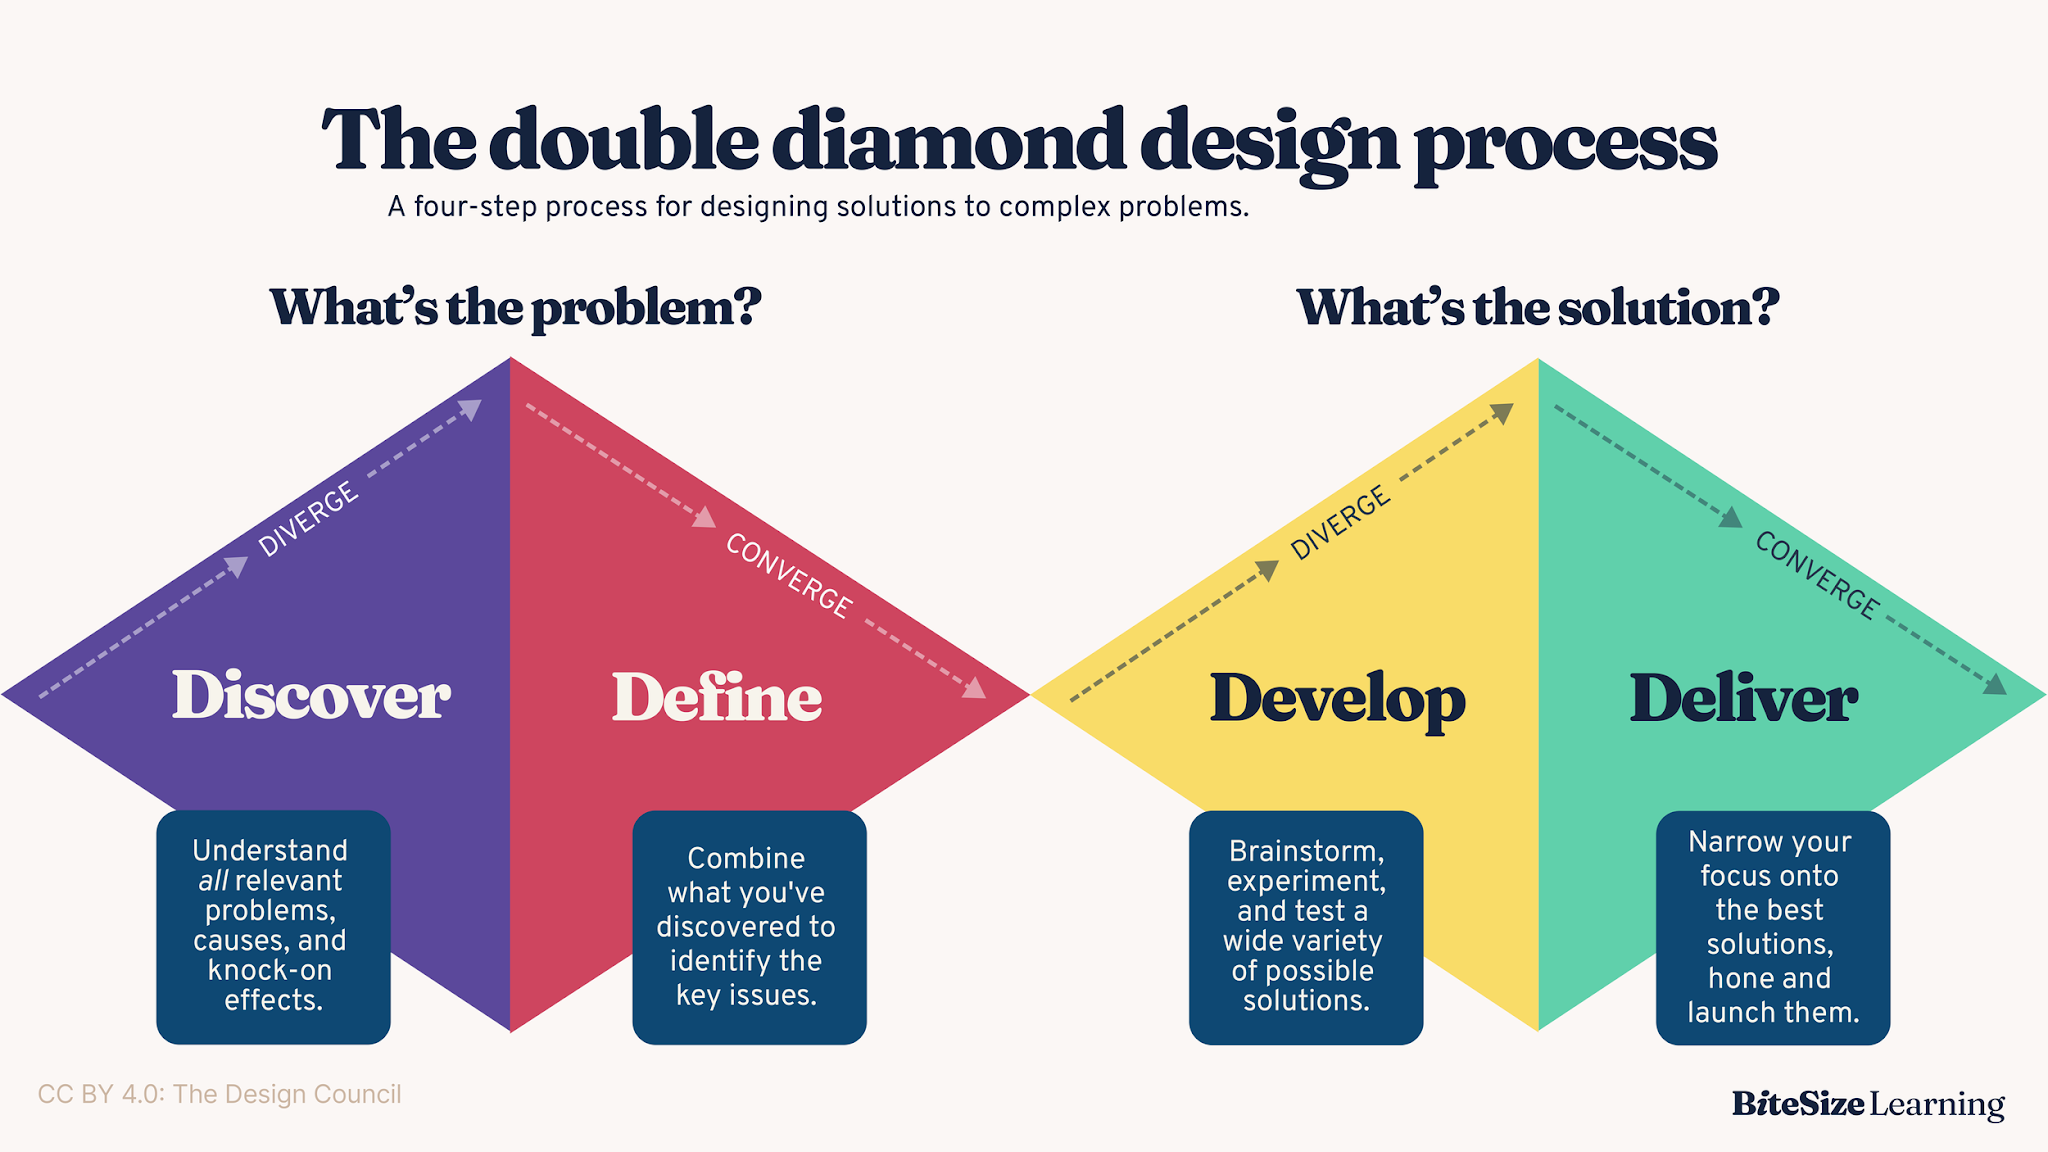 The double diamond design process
A four-step process for designing solutions to complex problems.
What's the problem?
What's the solution?
DIVERGE
CONVERGE
DIVERGE
CONVERGE
Discover
Define
Develop
Deliver
Understand
all relevant
problems,
causes, and
knock-on
effects.
Combine
what you've
discovered to
identify the
key issues.
Brainstorm,
experiment,
and test a
wide variety
of possible
solutions.
Narrow your
focus onto
the best
solutions,
hone and
launch them.
CC BY 4.0: The Design Council
BiteSize Learning